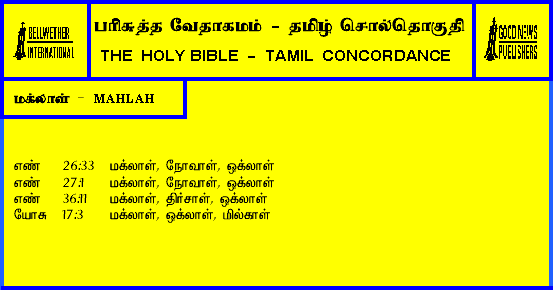 BELLWETHER
INTERNATIONAL
பரிசுத்த வேதாகமம் - தமிழ் சொல்தொகுதி
THE HOLY BIBLE - TAMIL CONCORDANCE
GOOD NEWS
PUBLISHERS
மக்லாள் - MAHLAH
எண் 26:33 மக்லாள், நோவாள், ஒக்லாள்
எண் 27:1 மக்லாள், நோவாள், ஒக்லாள்
எண் 36:11 மக்லாள், திர்சாள், ஒக்லாள்
யோசு 17:3 மக்லாள், ஒக்லாள், மில்காள்